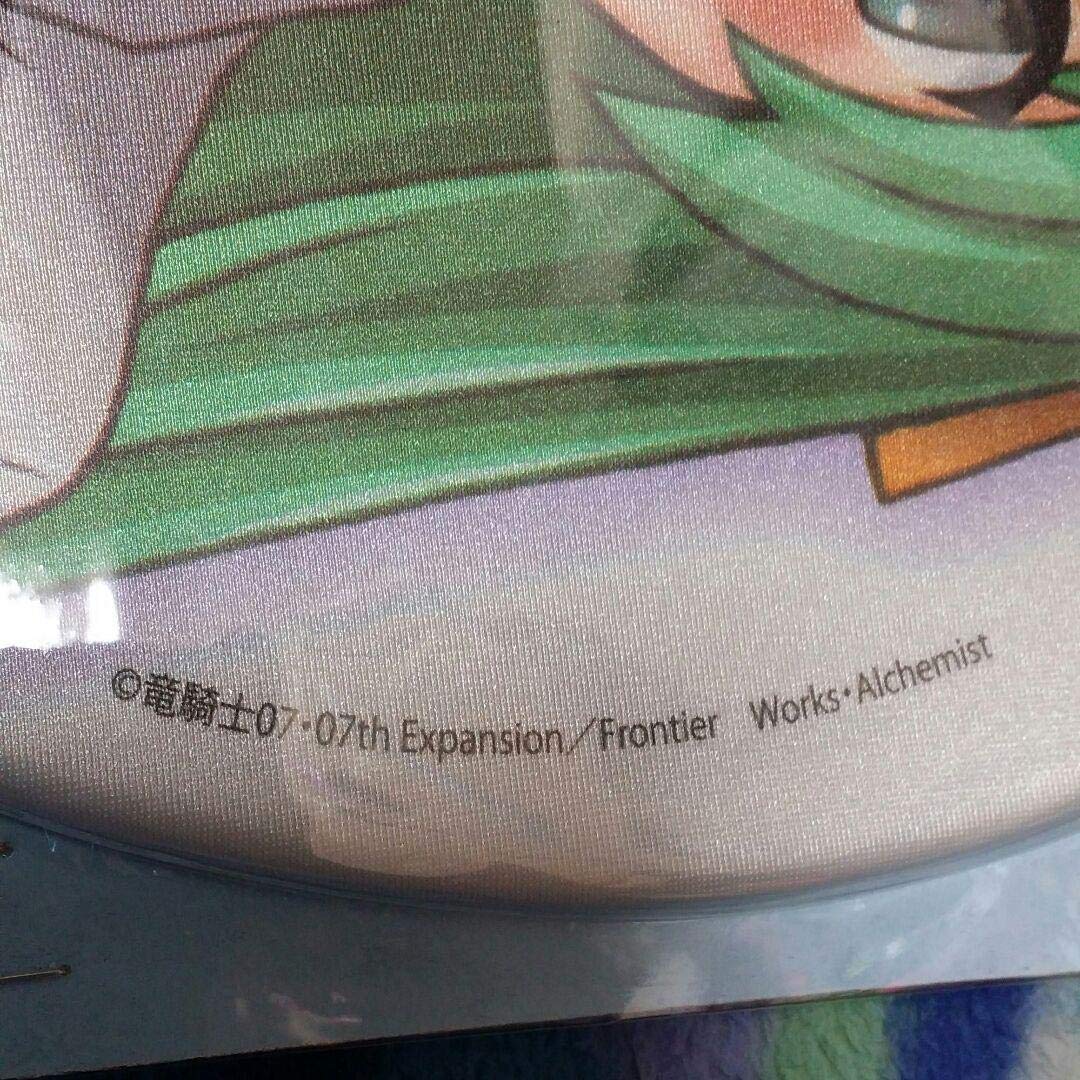 ©竜騎士07・07th Expansion／Frontier Works・Alchemist